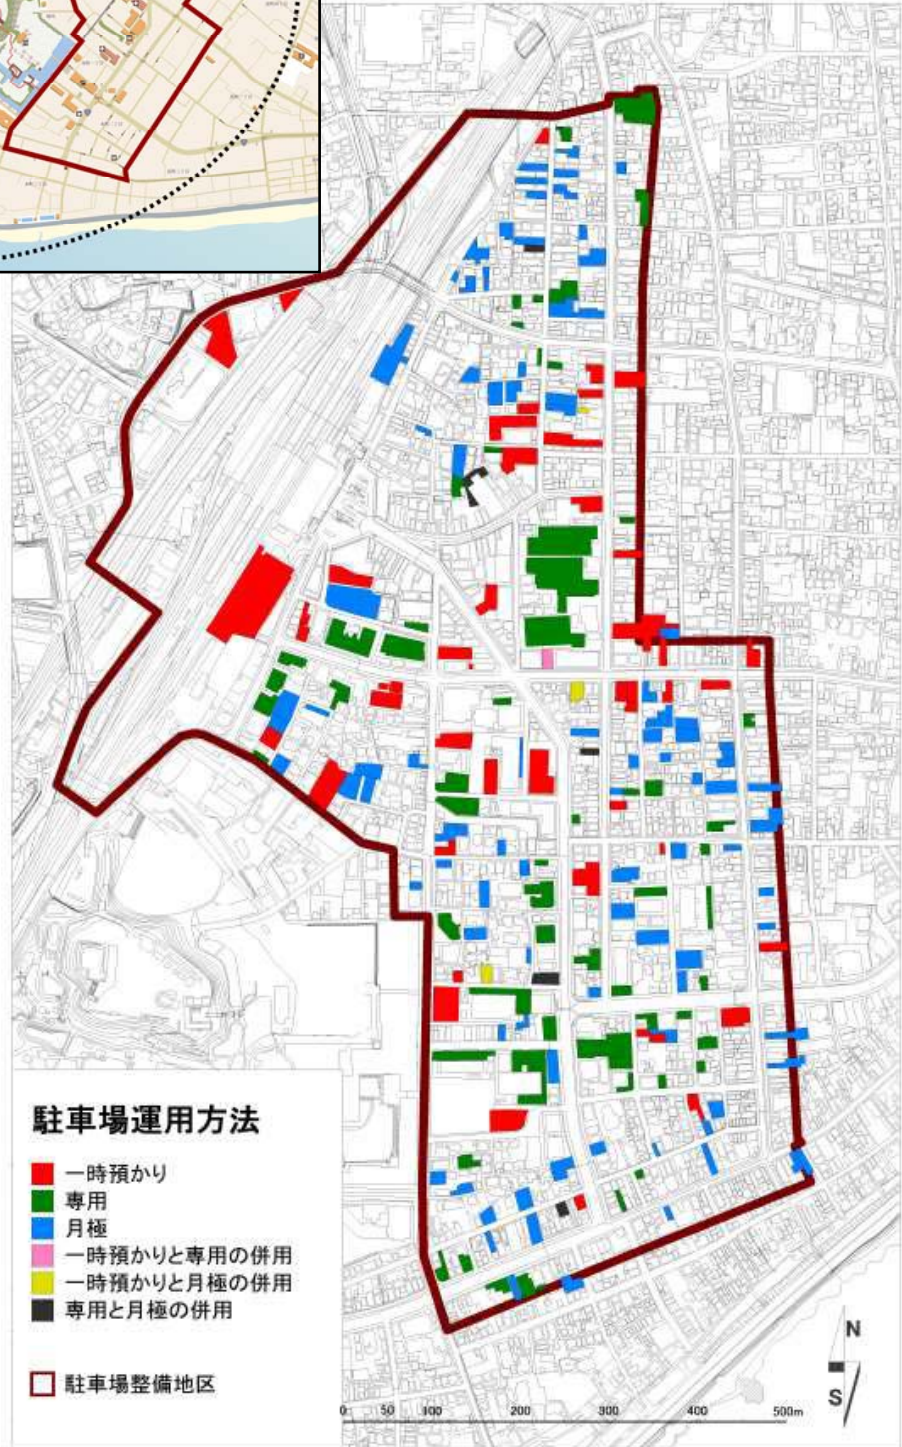 駐車場運用方法
一時預かり
専用
月極
一時預かりと専用の併用
一時預かりと月極の併用
専用と月極の併用
駐車場整備地区
N
S
0 50 100 200 300 400 500m